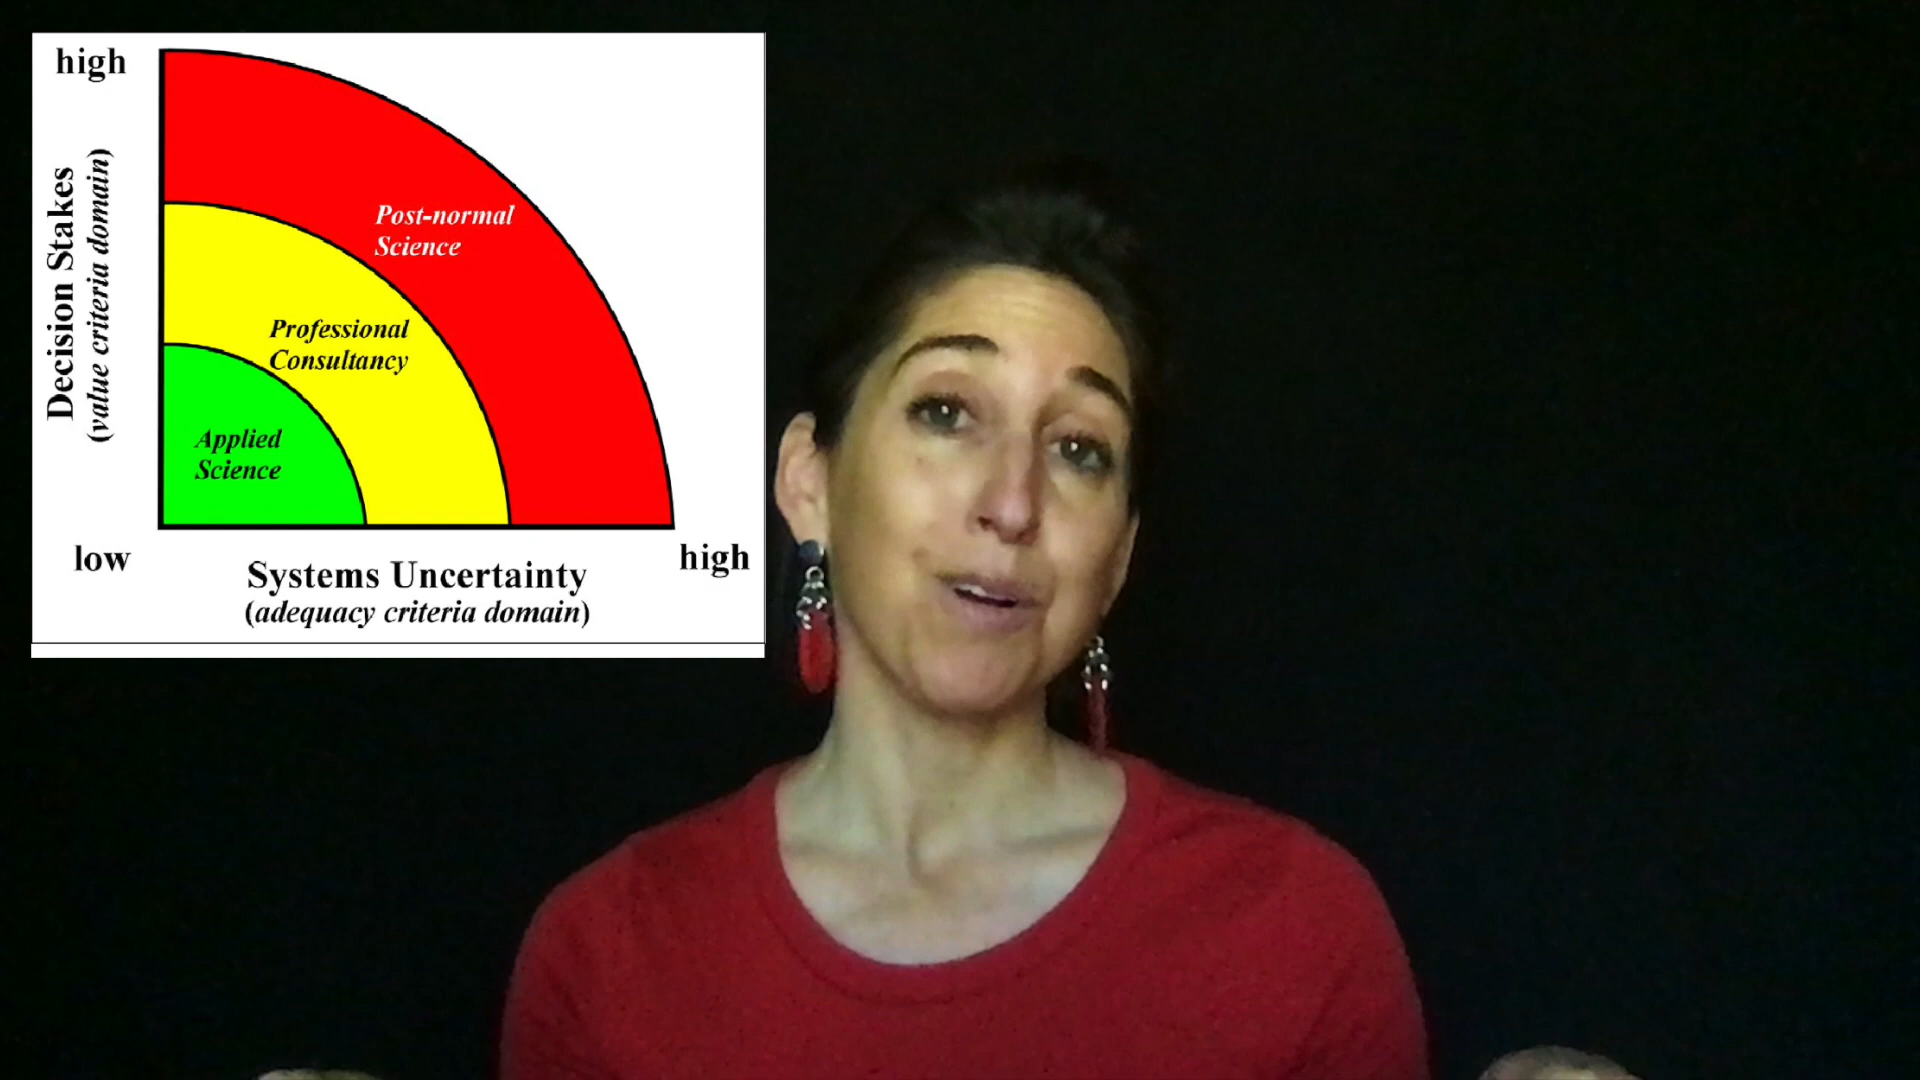 high
Decision Stakes
(value criteria domain)
Post-normal
Science
Professional
Consultancy
Applied
Science
low
high
Systems Uncertainty
(adequacy criteria domain)